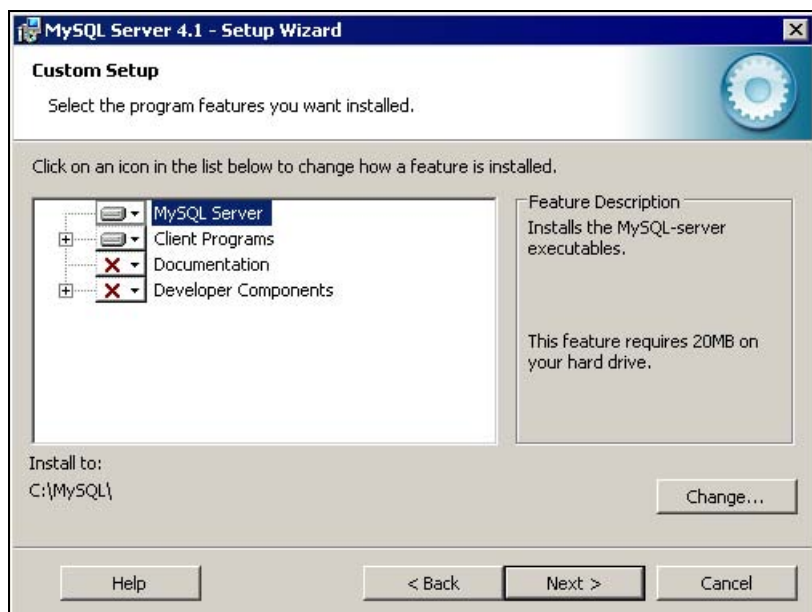 MySQL Server 4.1 - Setup Wizard
Custom Setup
Select the program features you want installed.
Click on an icon in the list below to change how a feature is installed.
MySQL Server
Client Programs
Documentation
Developer Components
Feature Description
Installs the MySQL-server
executables.
This feature requires 20MB on
your hard drive.
Install to:
C:\MySQL\
Change...
Help
< Back
Next >
Cancel